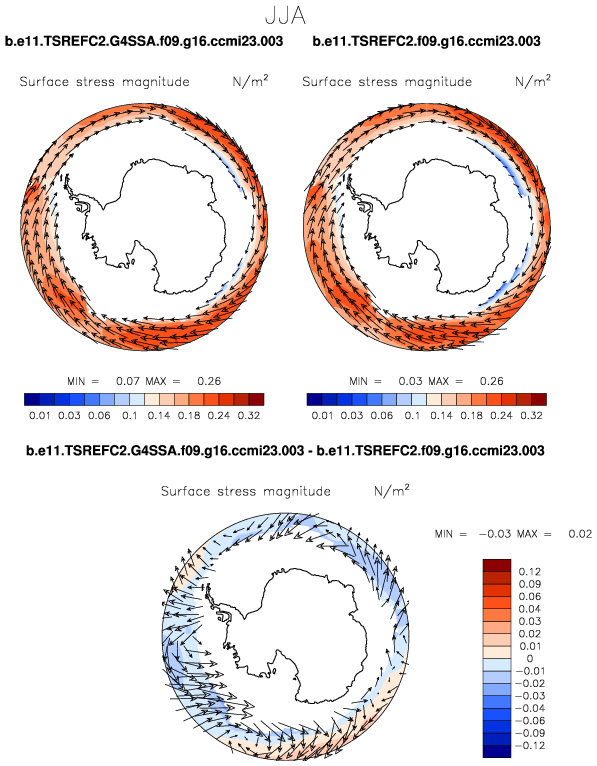 JJA
b.e11.TSREFC2.G4SSA.f09.g16.ccmi23.003 b.e11.TSREFC2.f09.g16.ccmi23.003
Surface stress magnitude N/m² Surface stress magnitude N/m²
MIN = 0.07 MAX = 0.26 MIN = 0.03 MAX = 0.26
0.01 0.03 0.06 0.1 0.14 0.18 0.24 0.32 0.01 0.03 0.06 0.1 0.14 0.18 0.24 0.32
b.e11.TSREFC2.G4SSA.f09.g16.ccmi23.003 - b.e11.TSREFC2.f09.g16.ccmi23.003
Surface stress magnitude N/m²
MIN = -0.03 MAX = 0.02
0.12
0.09
0.06
0.04
0.03
0.02
0.01
0
-0.01
-0.02
-0.03
-0.04
-0.06
-0.09
-0.12